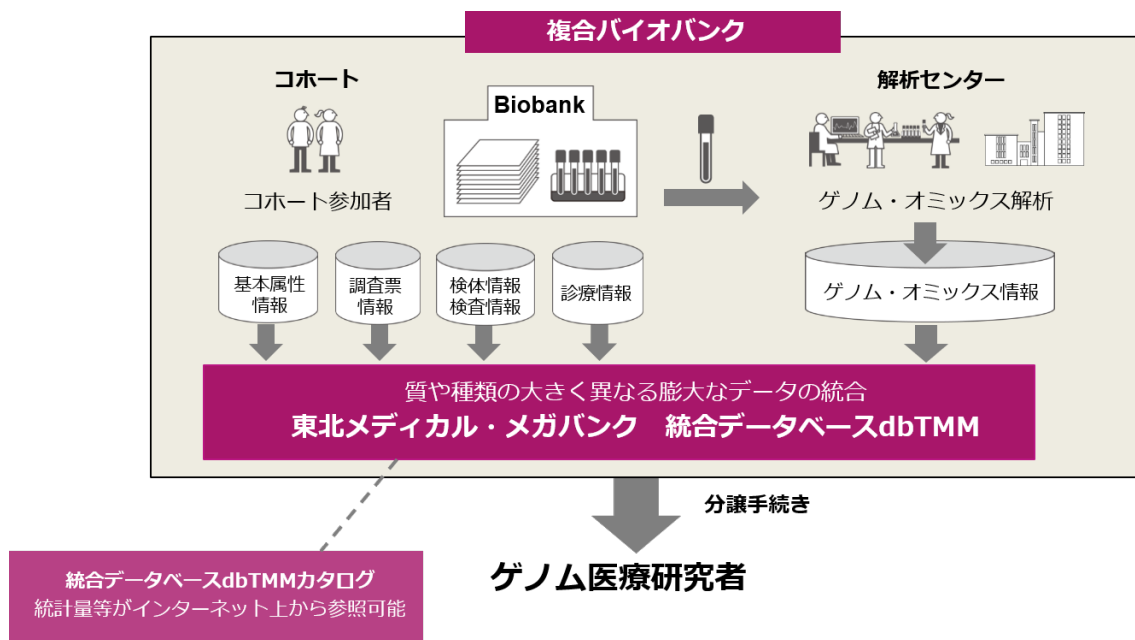 複合バイオバンク
コホート
Biobank
解析センター
コホート参加者
ゲノム・オミックス解析
基本属性
情報
調査票
情報
検体情報
検査情報
診療情報
ゲノム・オミックス情報
質や種類の大きく異なる膨大なデータの統合
東北メディカル・メガバンク　統合データベースdbTMM
分譲手続き
ゲノム医療研究者
統合データベースdbTMMカタログ
統計量等がインターネット上から参照可能